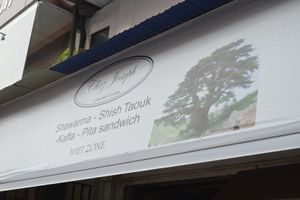 Chez Joseph
Shawarma - Shish Taouk
-Kafta - Pita sandwich
WIFI ZONE